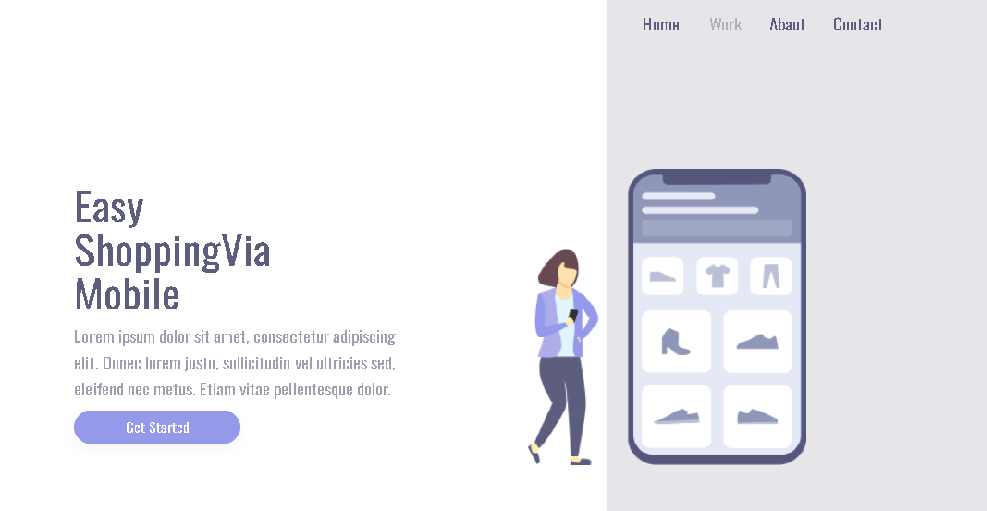 Home Work About Contact
Easy
ShoppingVia
Mobile
Lorem ipsum dolor sit amet, consectetur adipiscing
elit. Donec lorem justo, sollicitudin vel ultricies sed,
eleifend nec metus. Etiam vitae pellentesque dolor.
Get Started